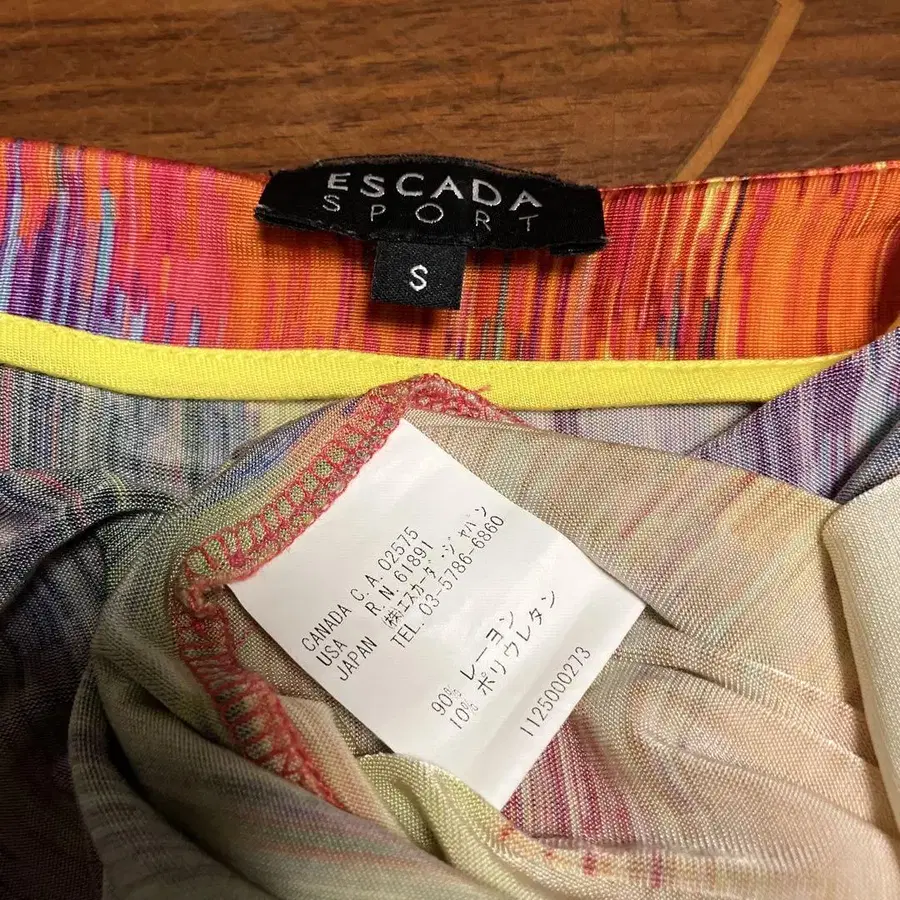 ESCADA
SPORT
S
CANADA C.A. 02575
USA R.N. 61891
JAPAN ㈱エスカーダ・ジャパン
TEL. 03-5786-6860
90% レーヨン
10% ポリウレタン
1125000273